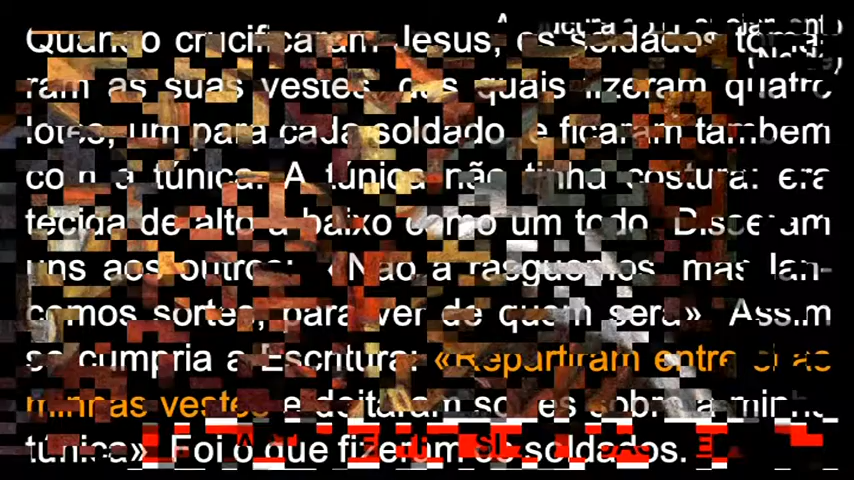 Quando crucificaram Jesus, os soldados toma-
ram as suas vestes, das quais fizeram quatro
lotes, um para cada soldado, e ficaram também
com a túnica. A túnica não tinha costura: era
tecida de alto a baixo como um todo. Disseram
uns aos outros: «Não a rasguemos, mas lan-
cemos sortes, para ver de quem será». Assim
se cumpria a Escritura: «Repartiram entre si as
minhas vestes e deitaram sortes sobre a minha
túnica». Foi o que fizeram os soldados.